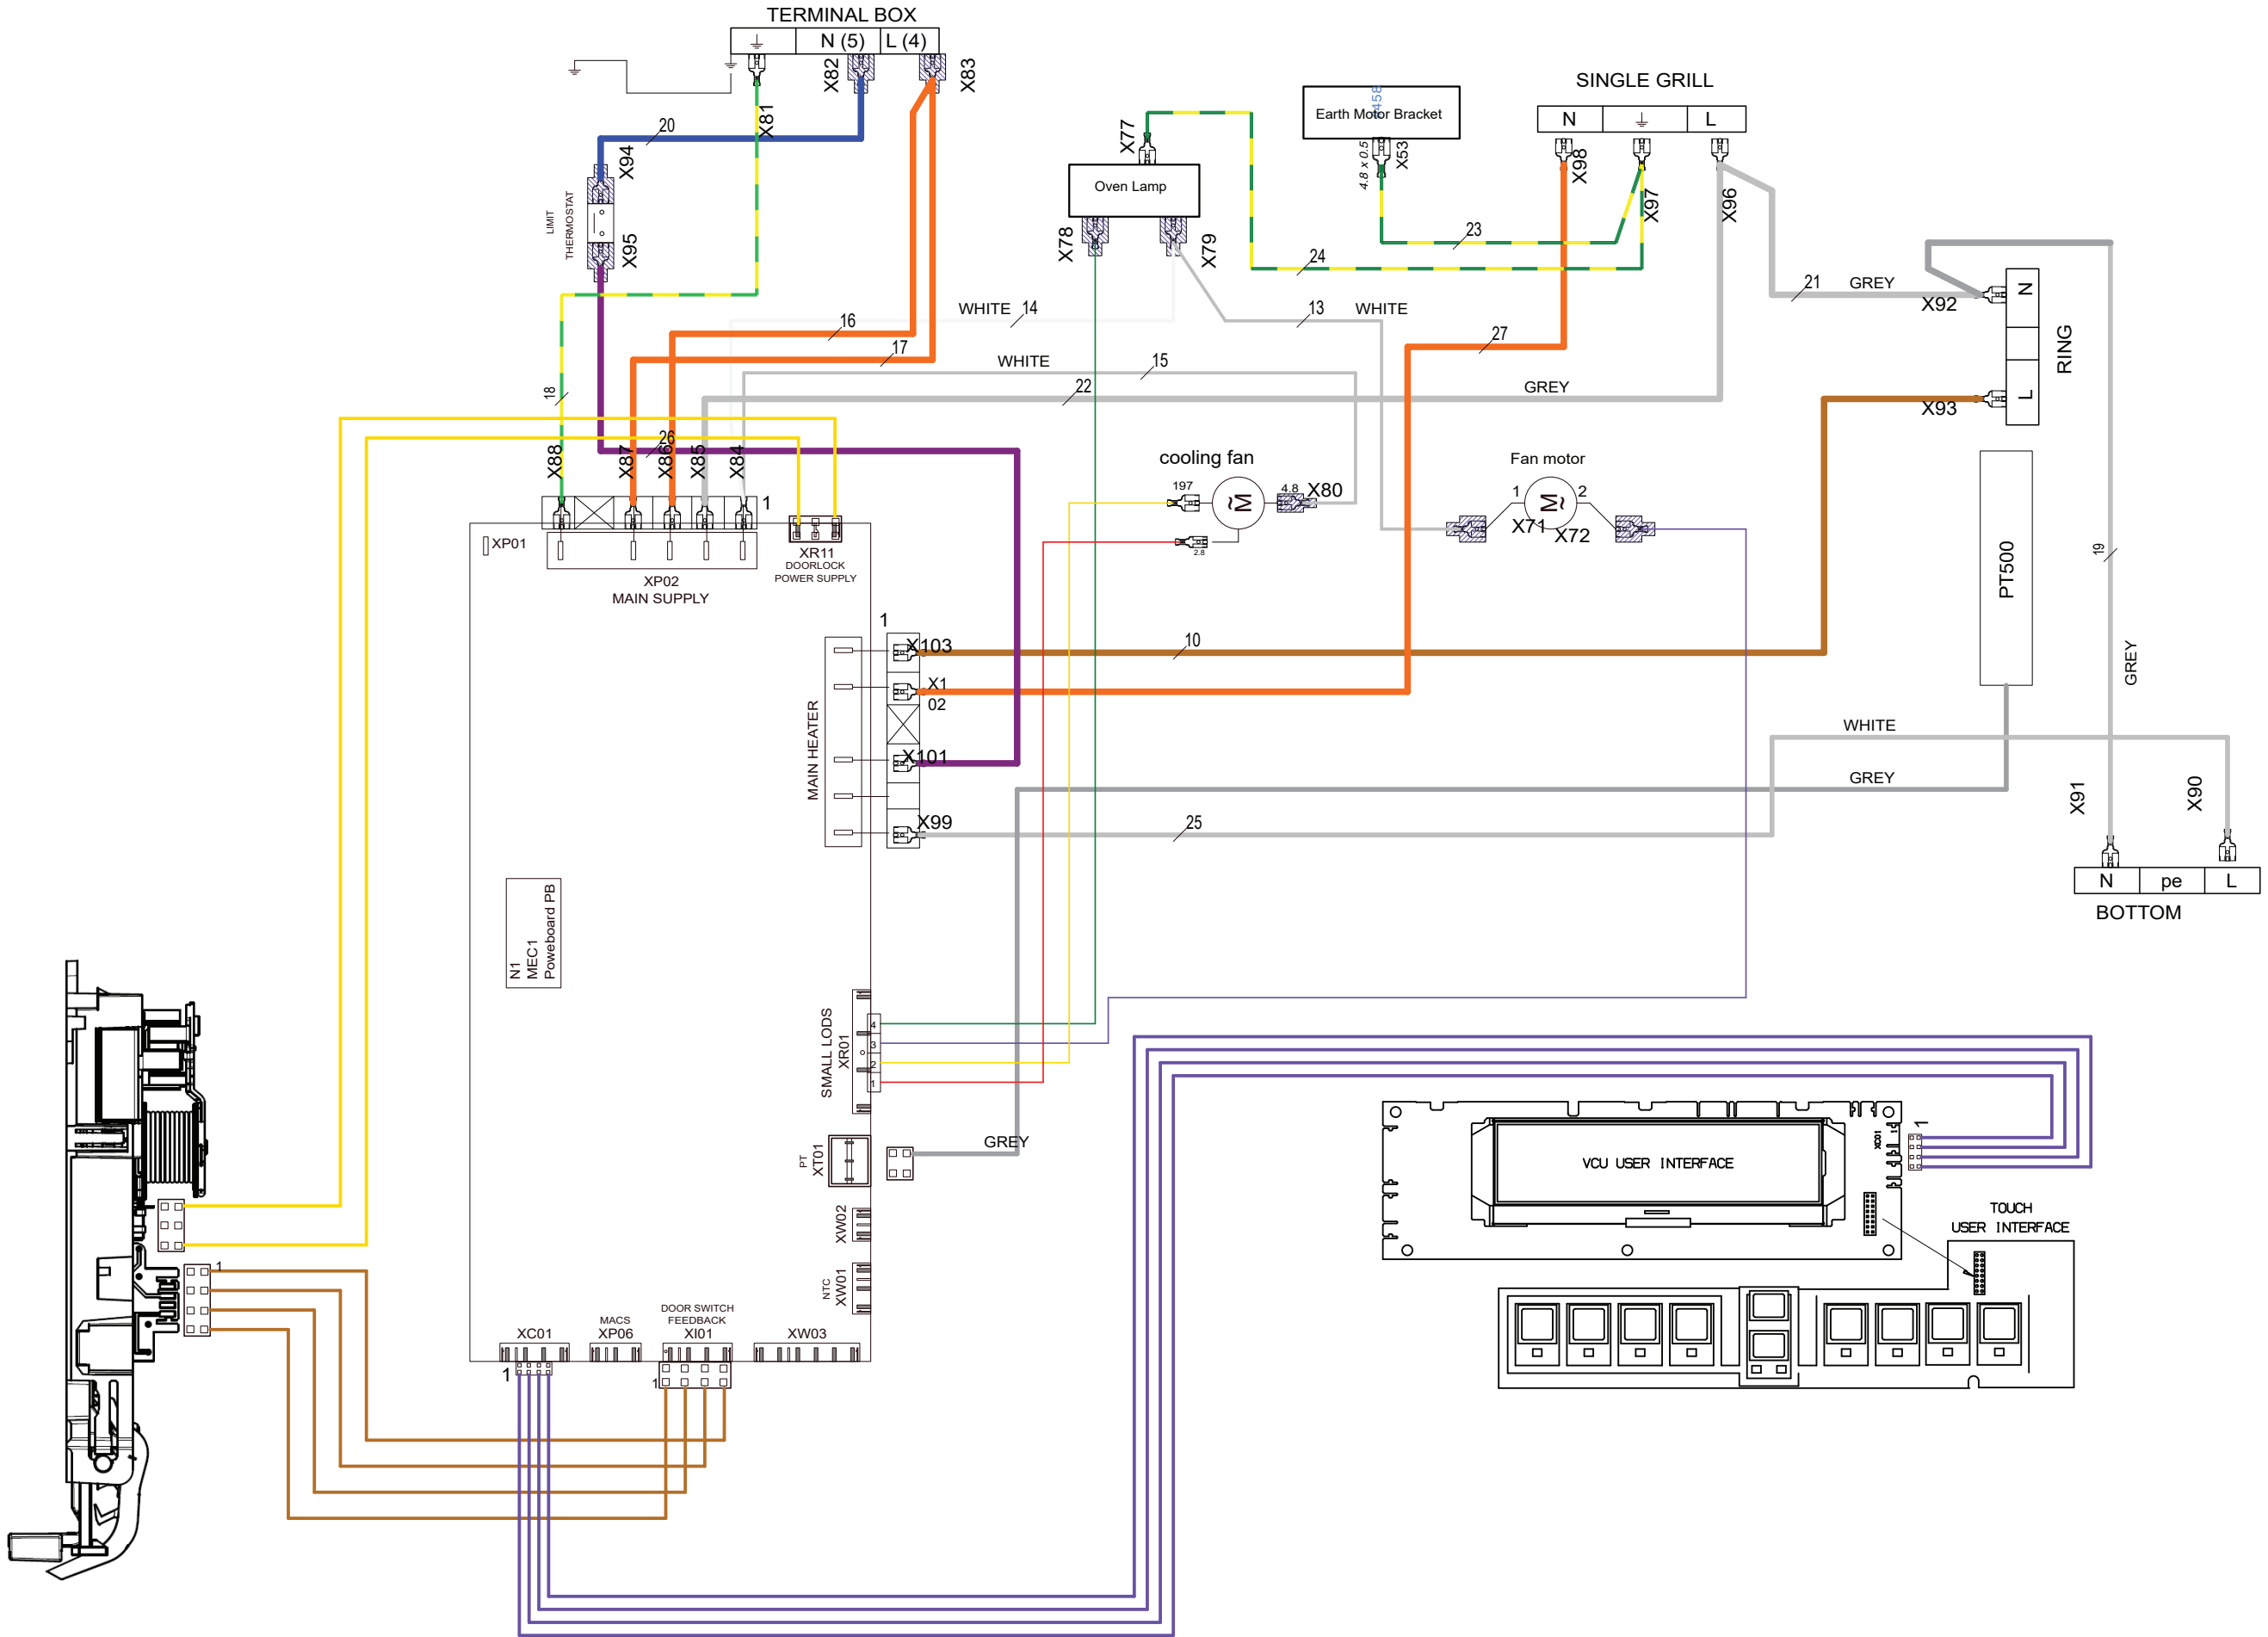 TERMINAL BOX
N (5)
L (4)
X82
X83
X81
20
X94
LIMIT
THERMOSTAT
X95
X77
Oven Lamp
X78
X79
458
Earth Motor Bracket
4.8 x 0.5
X53
SINGLE GRILL
N
L
X98
X97
X96
23
24
21
GREY
X92
N
L
RING
X93
WHITE
14
13
WHITE
16
17
WHITE
15
22
GREY
27
18
26
X88
X87
X86
X85
X84
1
XP01
XP02
MAIN SUPPLY
XR11
DOORLOCK
POWER SUPPLY
cooling fan
197
M
~
4.8
X80
2.8
Fan motor
1
M
~
2
X71
X72
PT500
19
GREY
1
X103
10
X1
02
MAIN HEATER
X101
X99
25
WHITE
GREY
X91
X90
N
pe
L
BOTTOM
N1
MEC1
Poweboard PB
SMALL LODS
XR01
4
3
2
1
PT
XT01
GREY
XW02
NTC
XW01
XC01
MACS
XP06
DOOR SWITCH
FEEDBACK
XI01
XW03
1
1
1
VCU USER INTERFACE
XC01
1
1
TOUCH
USER INTERFACE